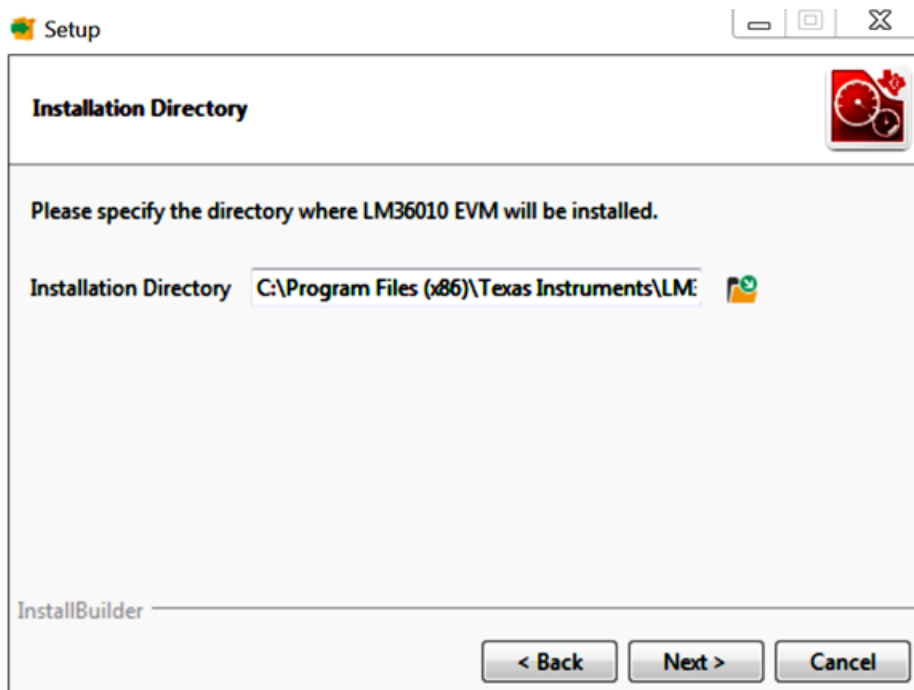 Setup
Installation Directory
Please specify the directory where LM36010 EVM will be installed.
Installation Directory C:\Program Files (x86)\Texas Instruments\LM3
InstallBuilder
< Back Next > Cancel